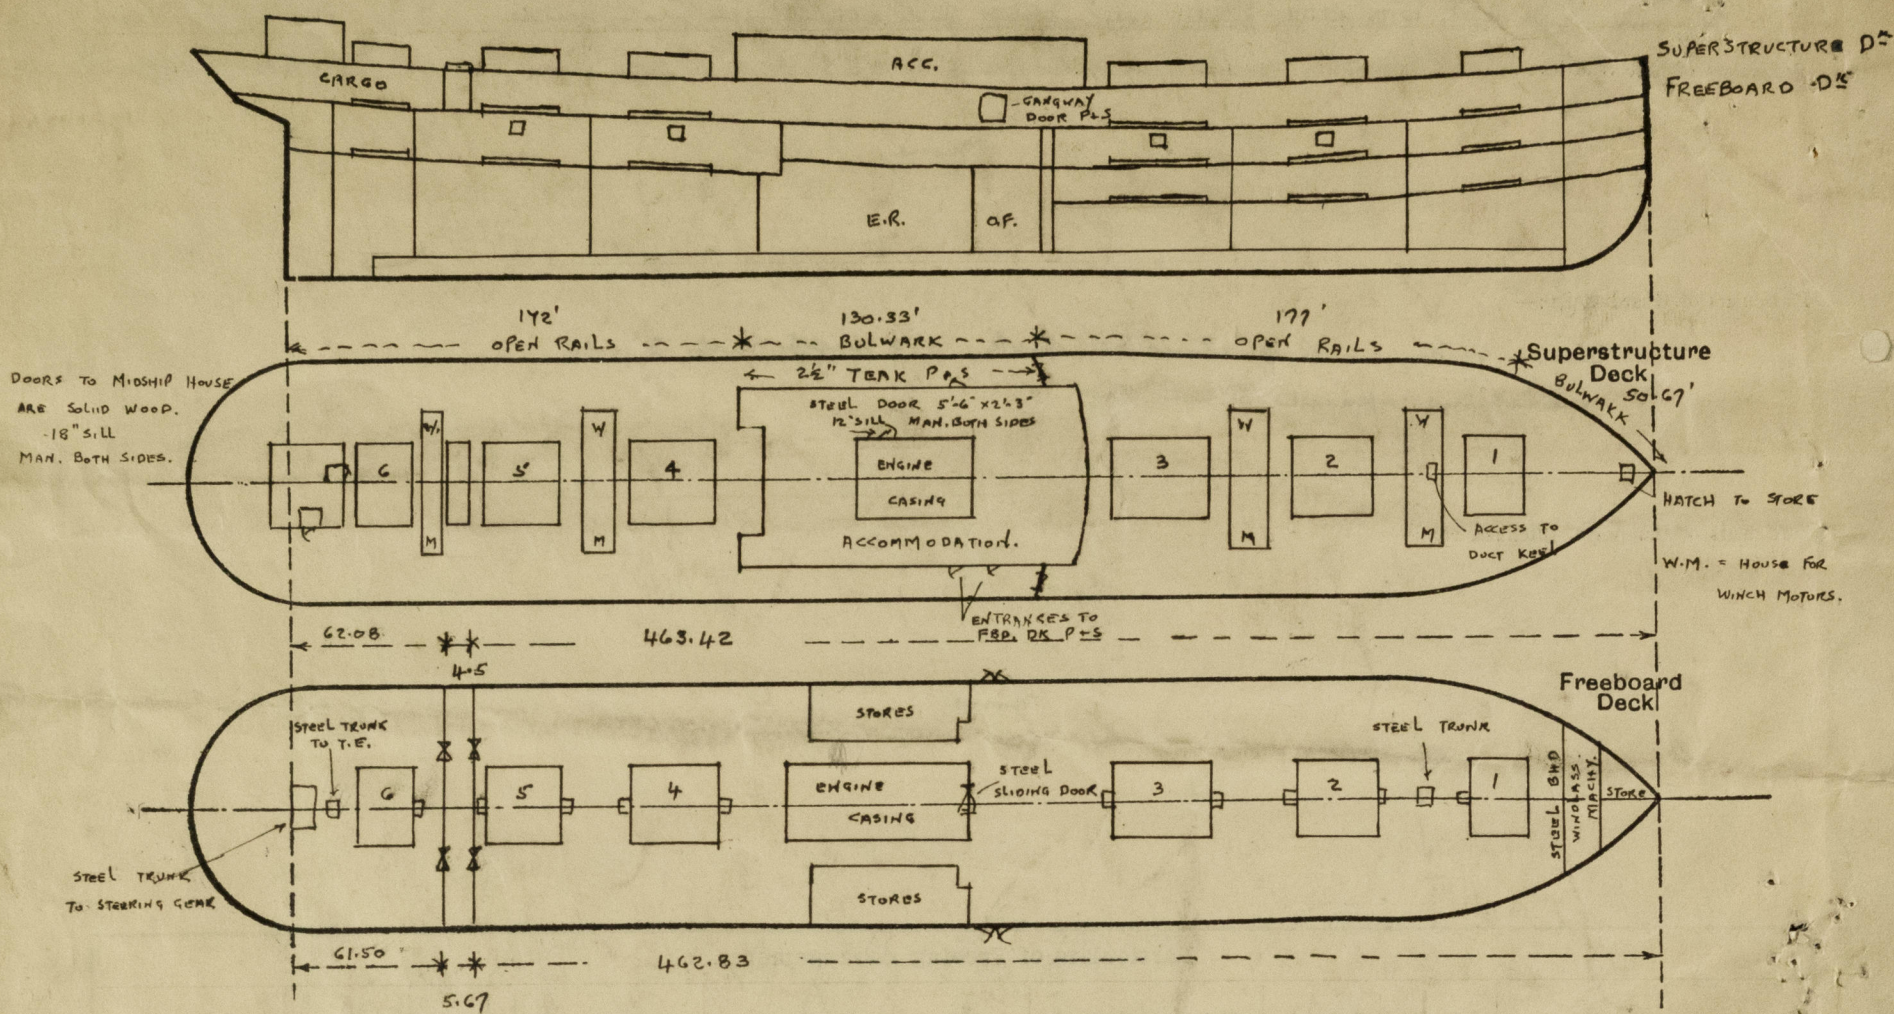 SUPERSTRUCTURE DK
FREEBOARD DK
ACC.
CARGO
GANGWAY
DOOR P+S
E.R.
O.F.
172'
130.33'
177'
OPEN RAILS
BULWARK
OPEN RAILS
Superstructure
Deck
BULWARK
50.67'
2½" TEAK P+S
DOORS TO MIDSHIP HOUSE
ARE SOLID WOOD.
18" SILL
MAN. BOTH SIDES.
STEEL DOOR 5'-6" x 2'-3"
12" SILL MAN. BOTH SIDES
6
W
M
5
W
M
4
ENGINE
CASING
ACCOMMODATION.
3
W
M
2
W
M
1
HATCH TO STORE
ACCESS TO
DUCT KEEL
W.M. = HOUSE FOR
WINCH MOTORS.
ENTRANCES TO
FBD. DK P+S
62.08
463.42
4.5
Freeboard
Deck
STEEL TRUNK
TO T.E.
STORES
STEEL TRUNK
6
5
4
ENGINE
CASING
STEEL
SLIDING DOOR
3
2
1
STEEL BHD
WINDLASS.
MACHY.
STORE
STEEL TRUNK
TO STEERING GEAR
STORES
61.50
462.83
5.67